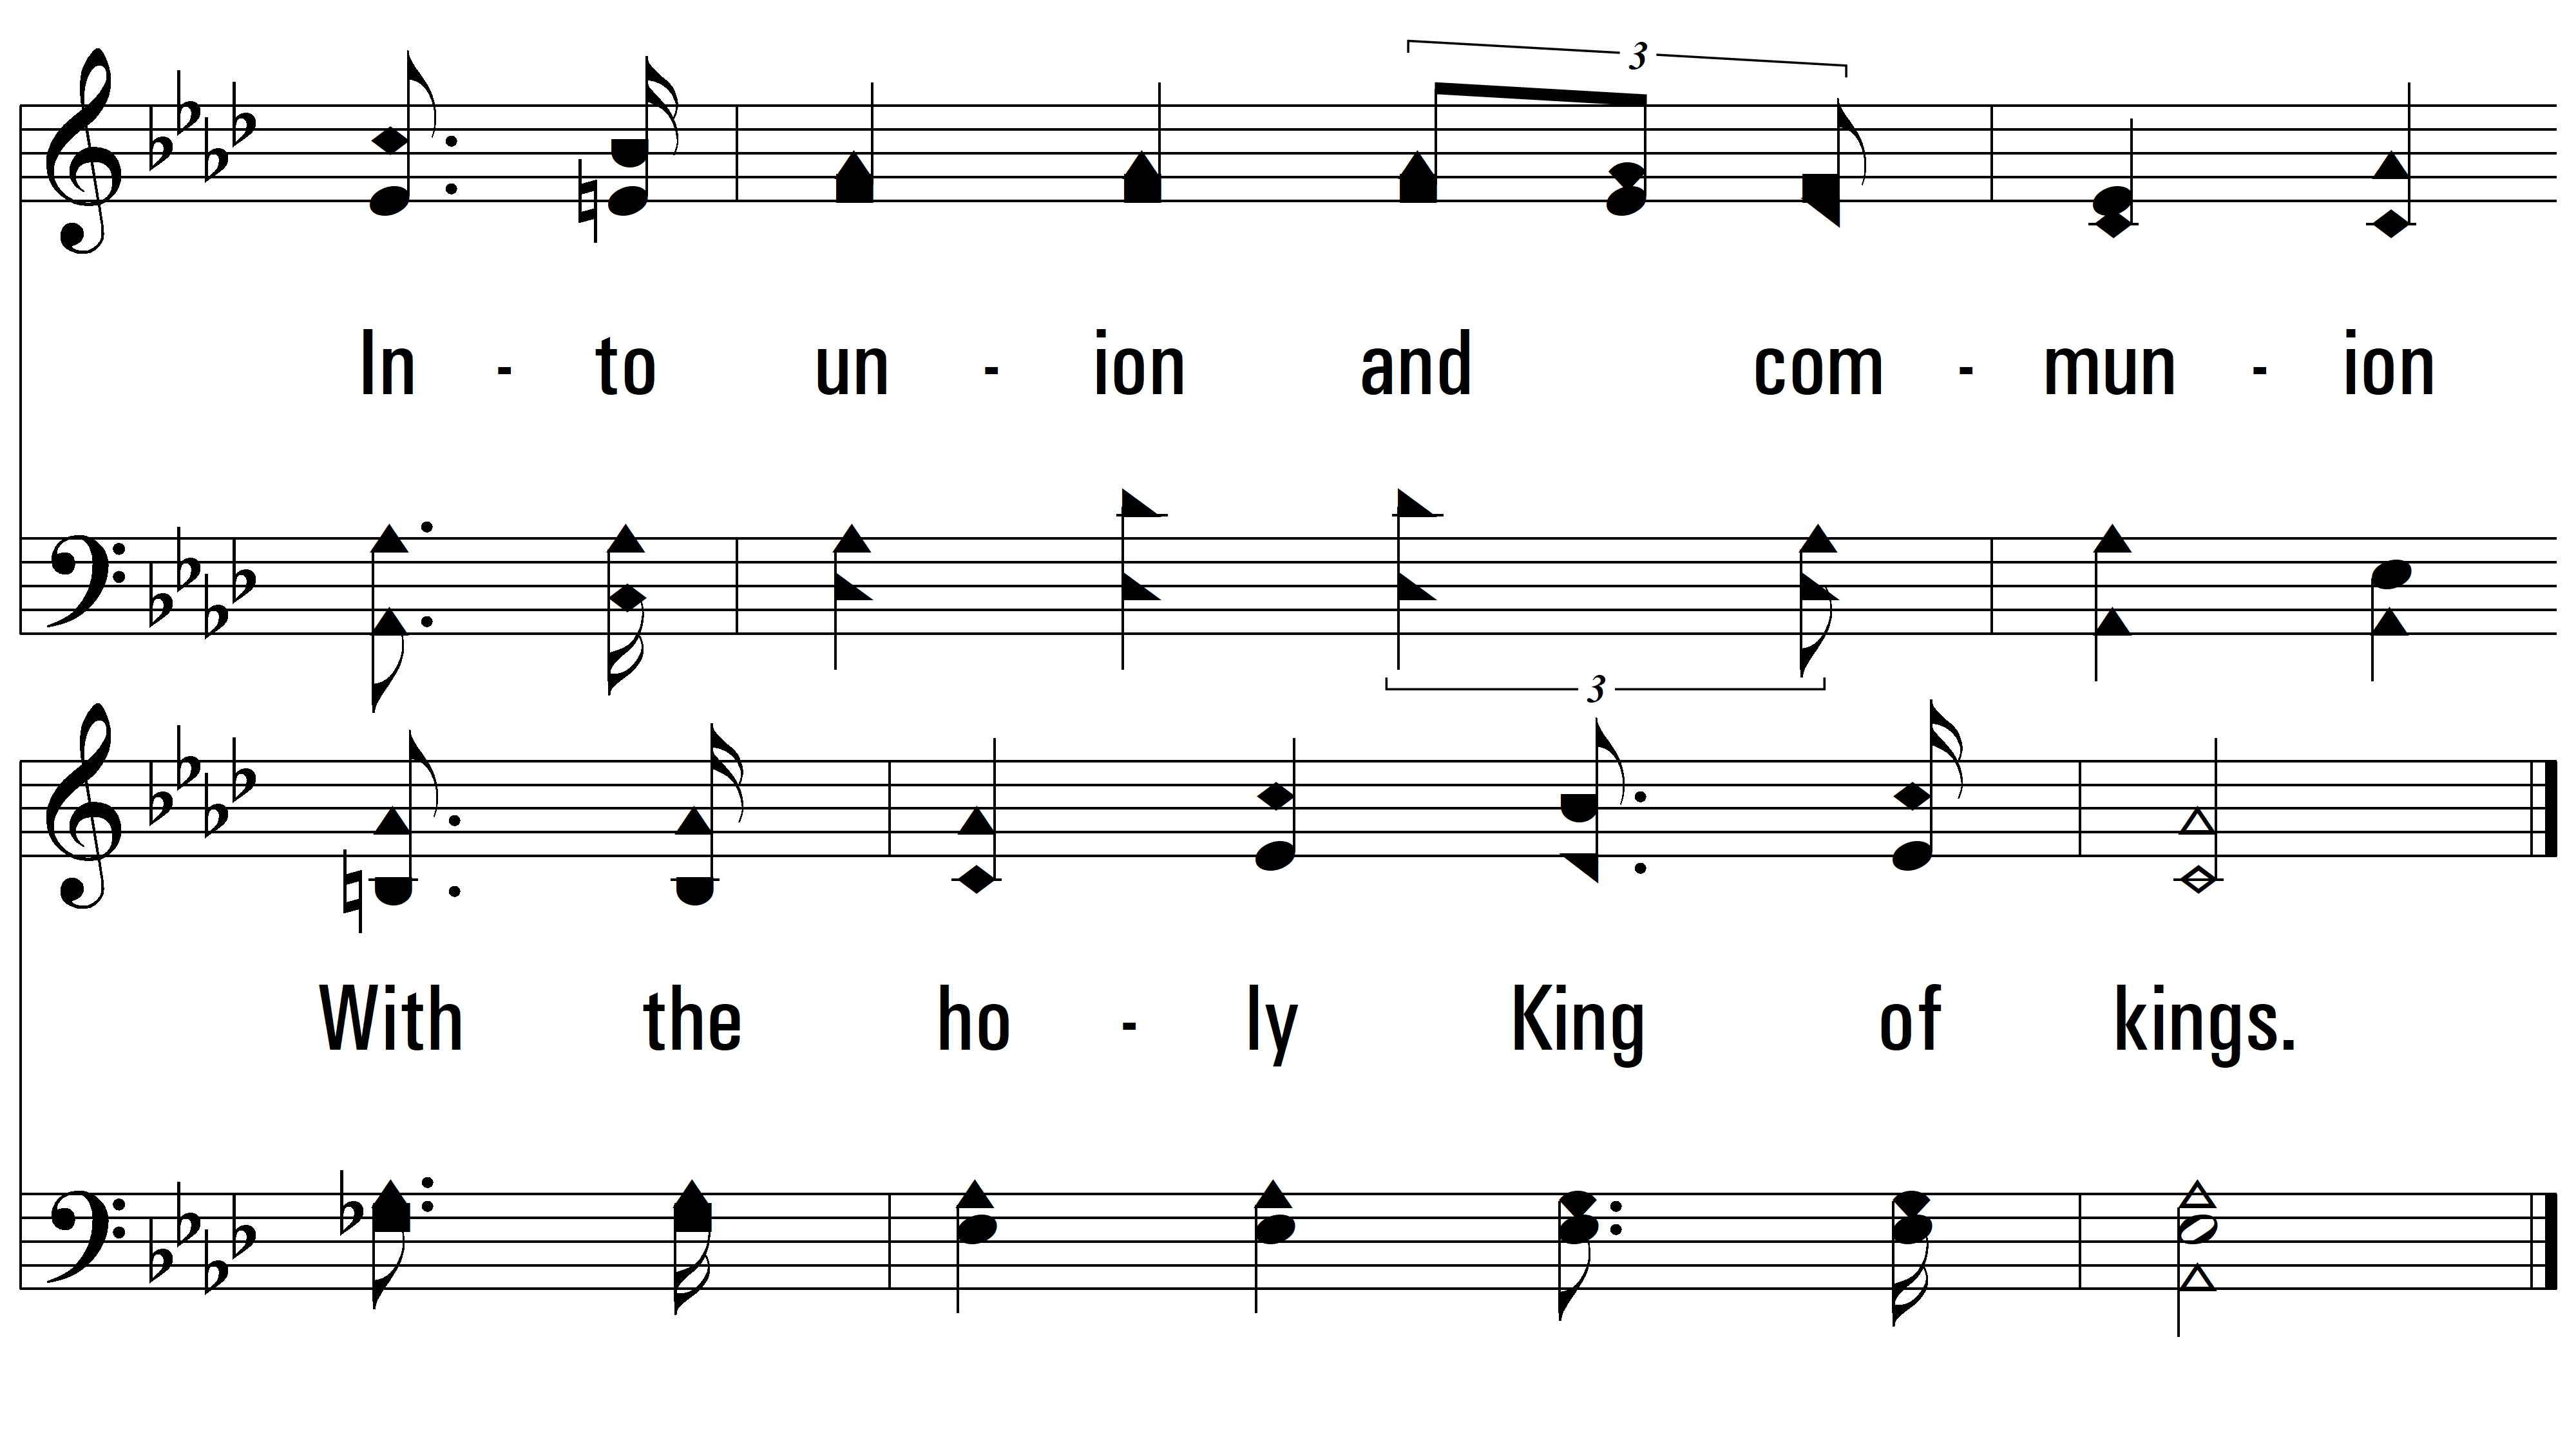 3
In - to un - ion and com - mun - ion
3
With the ho - ly King of kings.